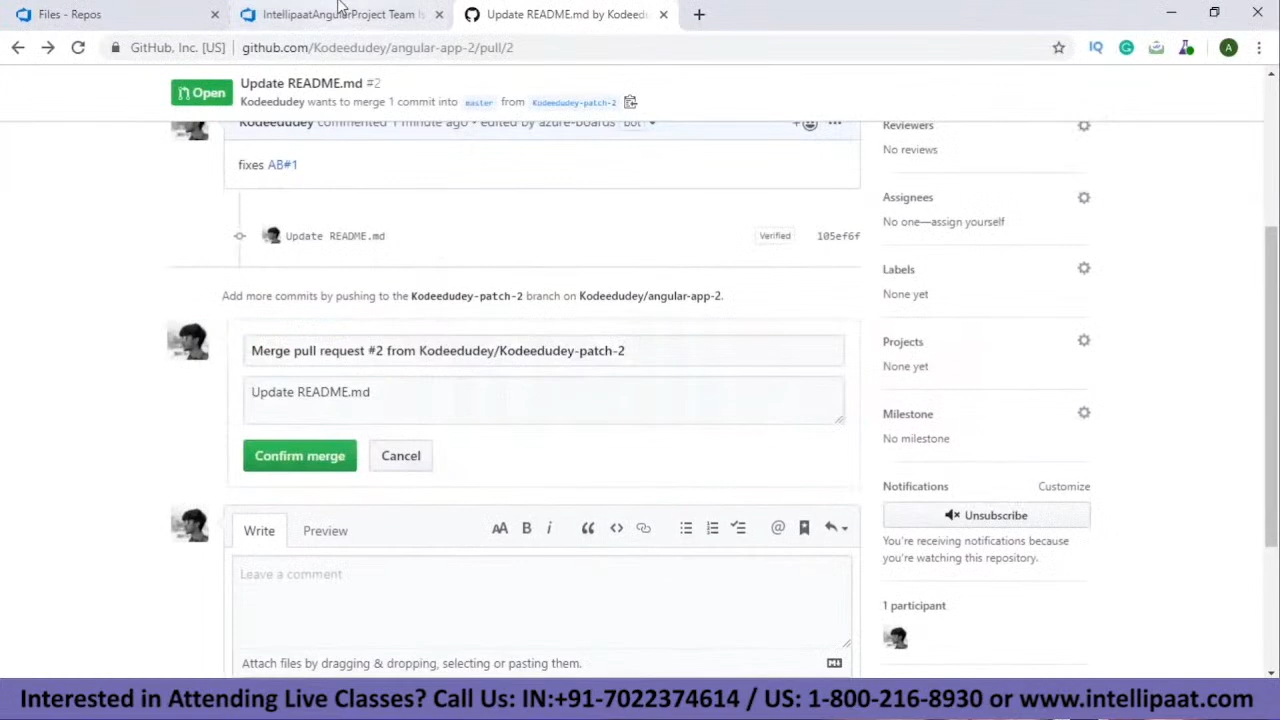 Files - Repos
IntellipaatAngularProject Team Is
Update README.md by Kodeed
GitHub, Inc. [US]
github.com/Kodeedudey/angular-app-2/pull/2
IQ
A
Open
Update README.md #2
Kodeedudey wants to merge 1 commit into master from Kodeedudey-patch-2
Kodeedudey commented 1 minute ago • edited by azure-boards bot
fixes AB#1
Update README.md
Verified
105ef6f
Add more commits by pushing to the Kodeedudey-patch-2 branch on Kodeedudey/angular-app-2.
Merge pull request #2 from Kodeedudey/Kodeedudey-patch-2
Update README.md
Confirm merge
Cancel
Write
Preview
AA B i
Leave a comment
Attach files by dragging & dropping, selecting or pasting them.
Reviewers
No reviews
Assignees
No one—assign yourself
Labels
None yet
Projects
None yet
Milestone
No milestone
Notifications
Customize
Unsubscribe
You're receiving notifications because
you're watching this repository.
1 participant
Interested in Attending Live Classes? Call Us: IN:+91-7022374614 / US: 1-800-216-8930 or www.intellipaat.com